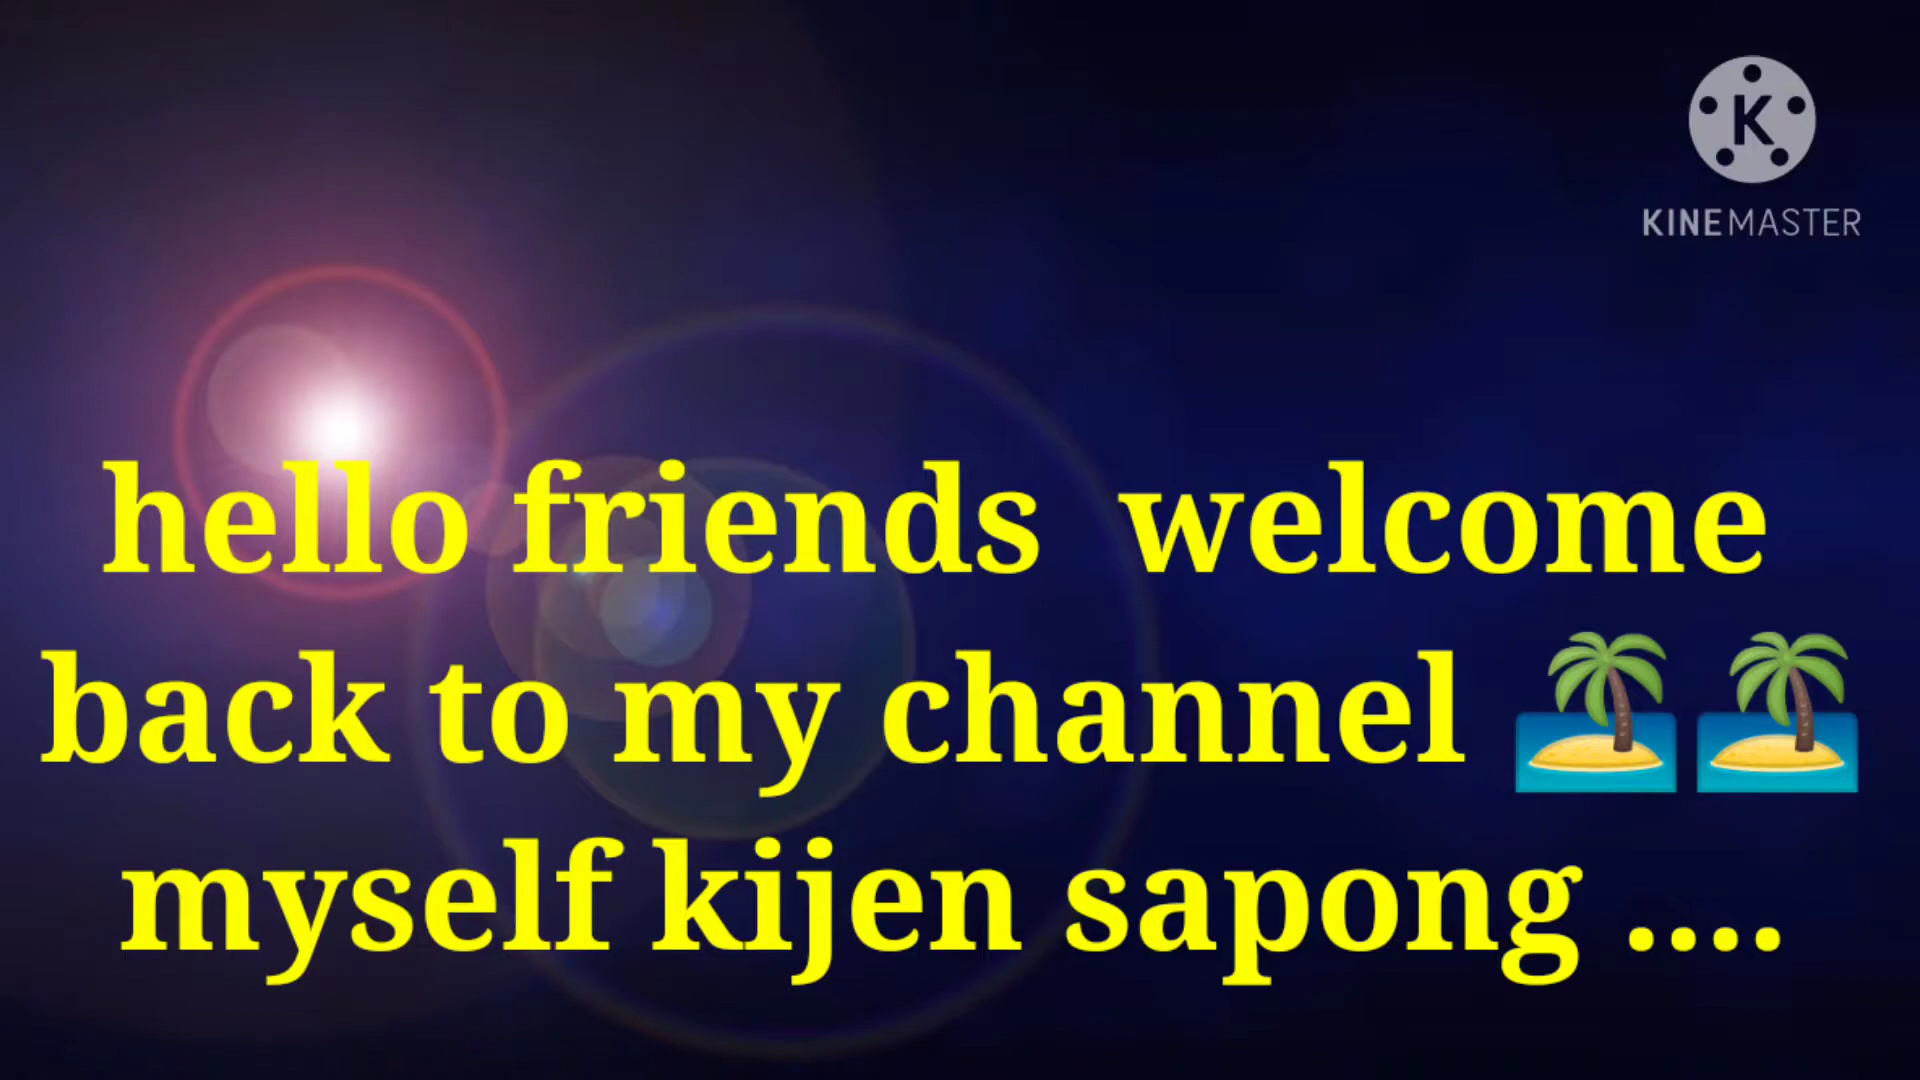 K
KINEMASTER
hello friends  welcome
back to my channel 🏝️🏝️
myself kijen sapong ....